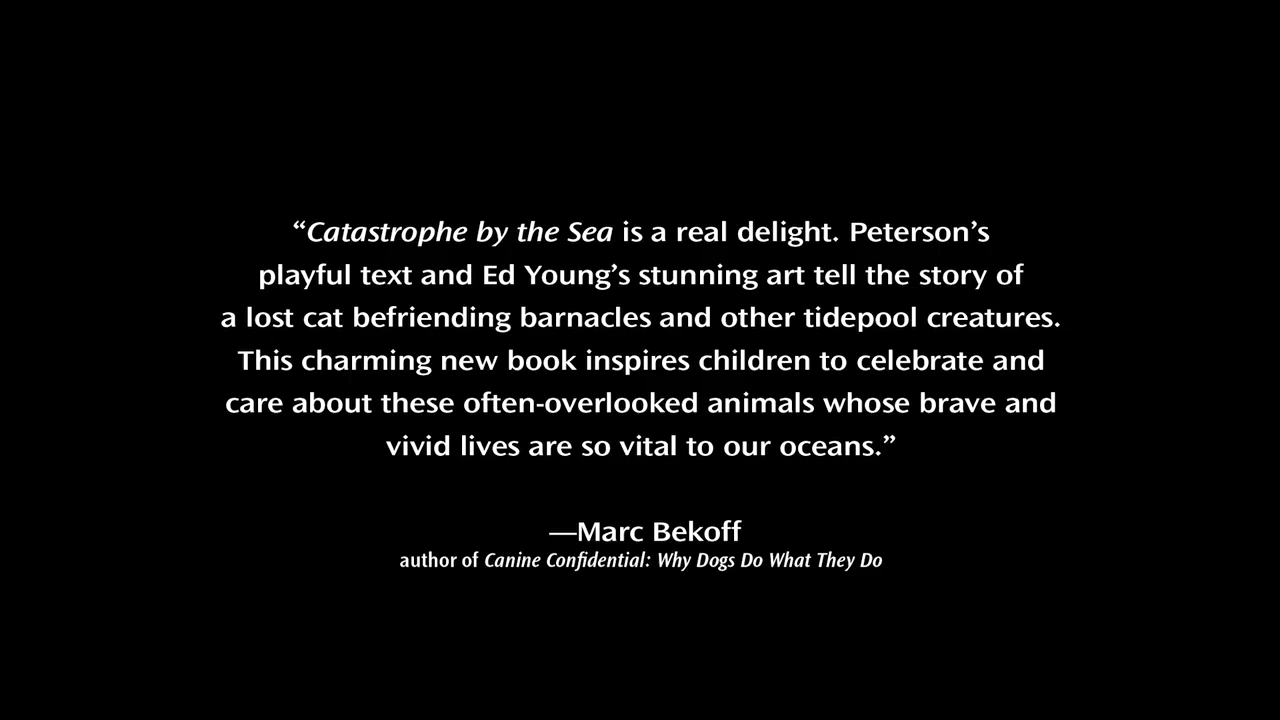 “Catastrophe by the Sea is a real delight. Peterson’s
playful text and Ed Young’s stunning art tell the story of
a lost cat befriending barnacles and other tidepool creatures.
This charming new book inspires children to celebrate and
care about these often-overlooked animals whose brave and
vivid lives are so vital to our oceans.”
—Marc Bekoff
author of Canine Confidential: Why Dogs Do What They Do